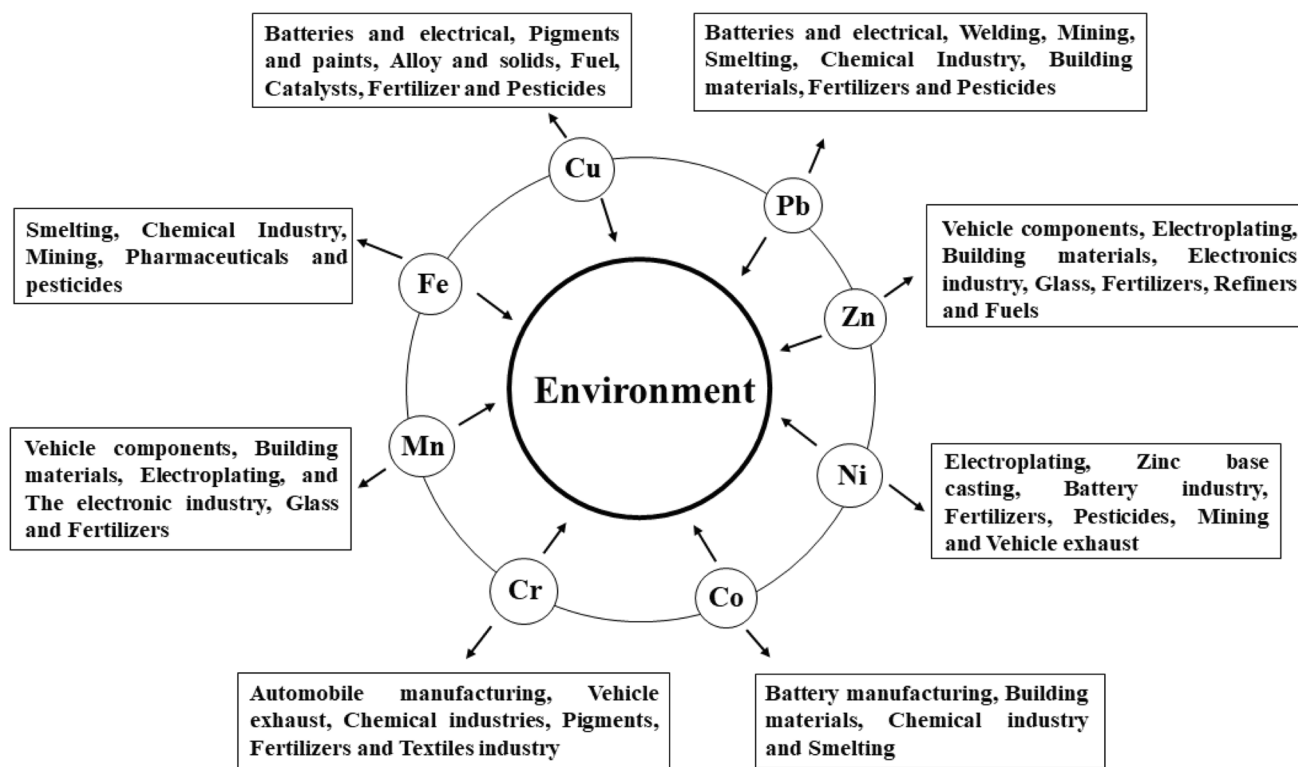 Batteries and electrical, Pigments
and paints, Alloy and solids, Fuel,
Catalysts, Fertilizer and Pesticides
Batteries and electrical, Welding, Mining,
Smelting, Chemical Industry, Building
materials, Fertilizers and Pesticides
Cu
Pb
Smelting, Chemical Industry,
Mining, Pharmaceuticals and
pesticides
Fe
Vehicle components, Electroplating,
Building materials, Electronics
industry, Glass, Fertilizers, Refiners
and Fuels
Zn
Environment
Vehicle components, Building
materials, Electroplating, and
The electronic industry, Glass
and Fertilizers
Mn
Ni
Electroplating, Zinc base
casting, Battery industry,
Fertilizers, Pesticides, Mining
and Vehicle exhaust
Cr
Co
Automobile manufacturing, Vehicle
exhaust, Chemical industries, Pigments,
Fertilizers and Textiles industry
Battery manufacturing, Building
materials, Chemical industry
and Smelting